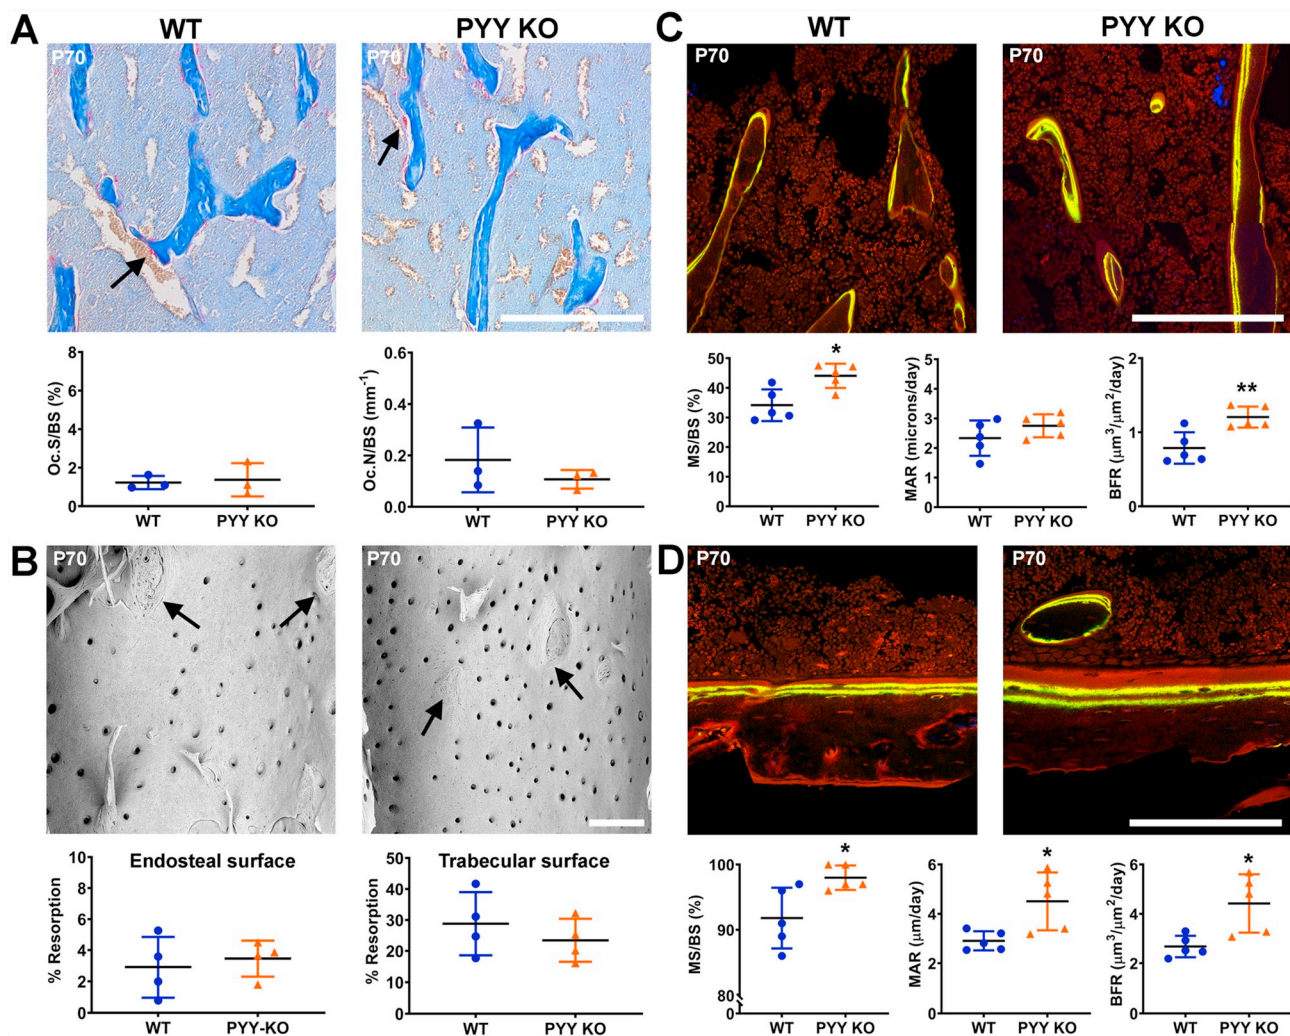 A
WT
PYY KO
P70
P70
8
6
4
2
0
Oc.S/BS (%)
WT
PYY KO
0.6
0.4
0.2
0.0
Oc.N/BS (mm⁻¹)
WT
PYY KO
B
P70
P70
Endosteal surface
10
8
6
4
2
0
% Resorption
WT
PYY-KO
Trabecular surface
50
40
30
20
10
0
% Resorption
WT
PYY KO
C
WT
PYY KO
P70
P70
*
50
40
30
20
10
0
MS/BS (%)
WT
PYY KO
5
4
3
2
1
0
MAR (microns/day)
WT
PYY KO
**
2
1
0
BFR (μm³/μm²/day)
WT
PYY KO
D
P70
P70
*
100
90
80
MS/BS (%)
WT
PYY KO
*
6
4
2
0
MAR (μm/day)
WT
PYY KO
*
6
4
2
0
BFR (μm³/μm²/day)
WT
PYY KO